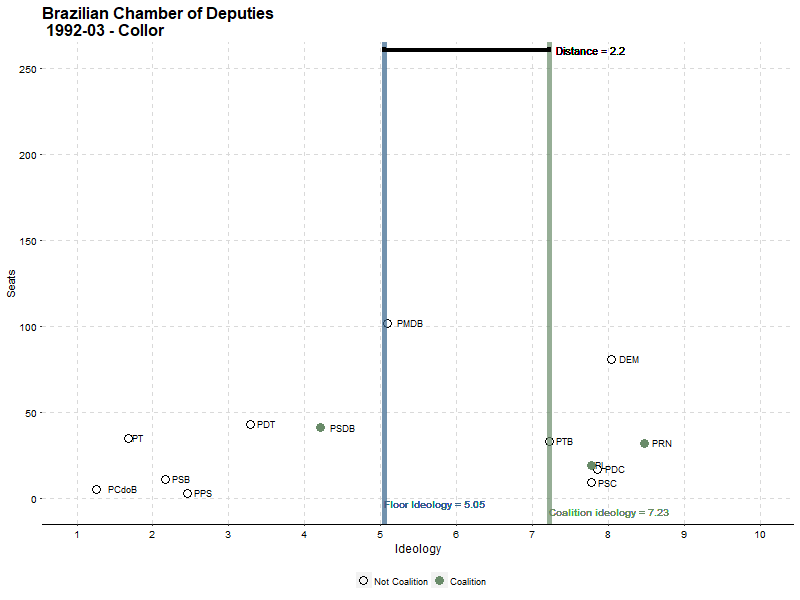 Brazilian Chamber of Deputies
1992-03 - Collor
Distance = 2.2
250
200
150
100
50
0
Seats
PMDB
DEM
PDT
PSDB
PT
PTB
PRN
PL
PDC
PSB
PSC
PCdoB
PPS
Floor Ideology = 5.05
Coalition ideology = 7.23
1 2 3 4 5 6 7 8 9 10
Ideology
Not Coalition Coalition